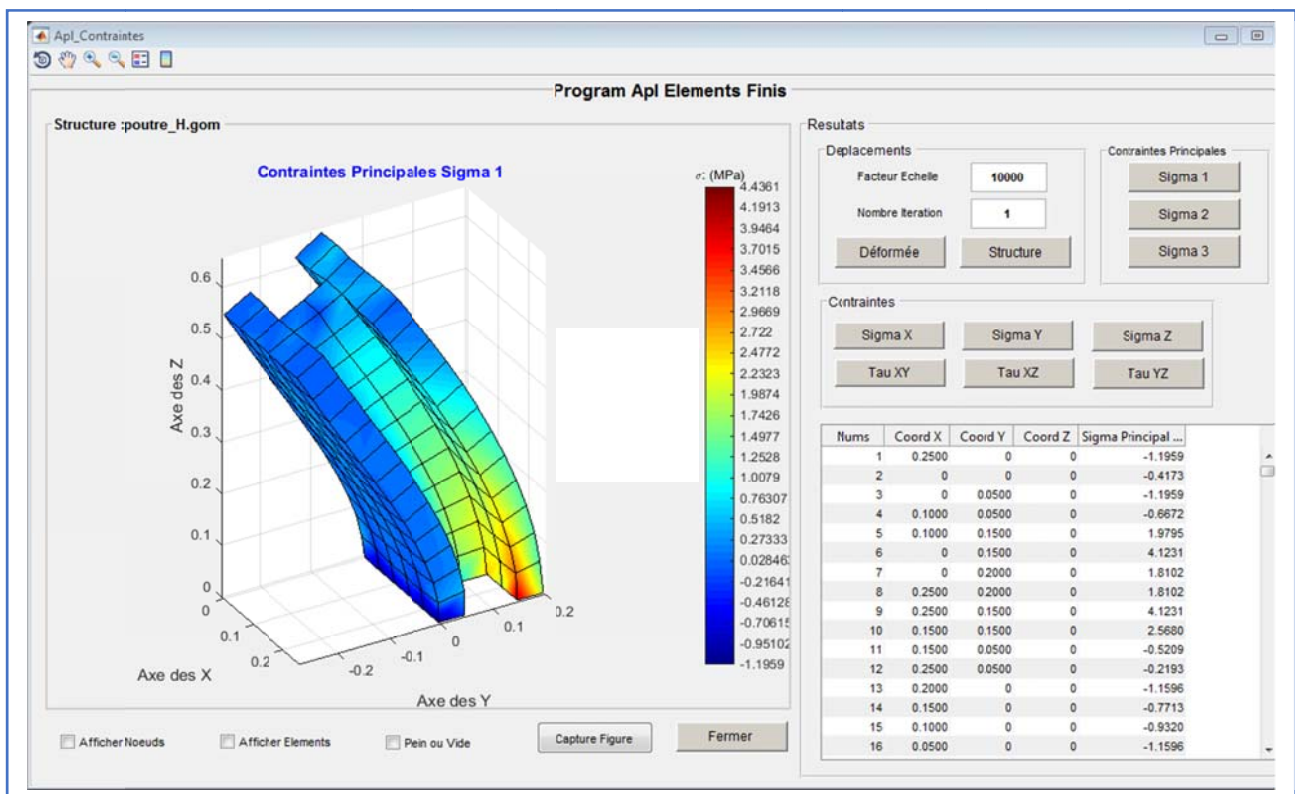 Apl_Contraintes
Program Apl Elements Finis
Structure :poutre_H.gom
Contraintes Principales Sigma 1
σ: (MPa)
4.4361
4.1913
3.9464
3.7015
3.4566
3.2118
2.9669
2.722
2.4772
2.2323
1.9874
1.7426
1.4977
1.2528
1.0079
0.76307
0.5182
0.27333
0.02846
-0.21641
-0.46128
-0.70615
-0.95102
-1.1959
Axe des Z
0.6
0.5
0.4
0.3
0.2
0.1
0
0
0.1
0.2
Axe des X
-0.2
-0.1
0
0.1
0.2
Axe des Y
Afficher Noeuds
Afficher Elements
Pein ou Vide
Capture Figure
Fermer
Resultats
Deplacements
Facteur Echelle 10000
Nombre Iteration 1
Déformée Structure
Contraintes Principales
Sigma 1
Sigma 2
Sigma 3
Contraintes
Sigma X Sigma Y Sigma Z
Tau XY Tau XZ Tau YZ
Nums Coord X Coord Y Coord Z Sigma Principal ...
1 0.2500 0 0 -1.1959
2 0 0 0 -0.4173
3 0 0.0500 0 -1.1959
4 0.1000 0.0500 0 -0.6672
5 0.1000 0.1500 0 1.9795
6 0 0.1500 0 4.1231
7 0 0.2000 0 1.8102
8 0.2500 0.2000 0 1.8102
9 0.2500 0.1500 0 4.1231
10 0.1500 0.1500 0 2.5680
11 0.1500 0.0500 0 -0.5209
12 0.2500 0.0500 0 -0.2193
13 0.2000 0 0 -1.1596
14 0.1500 0 0 -0.7713
15 0.1000 0 0 -0.9320
16 0.0500 0 0 -1.1596